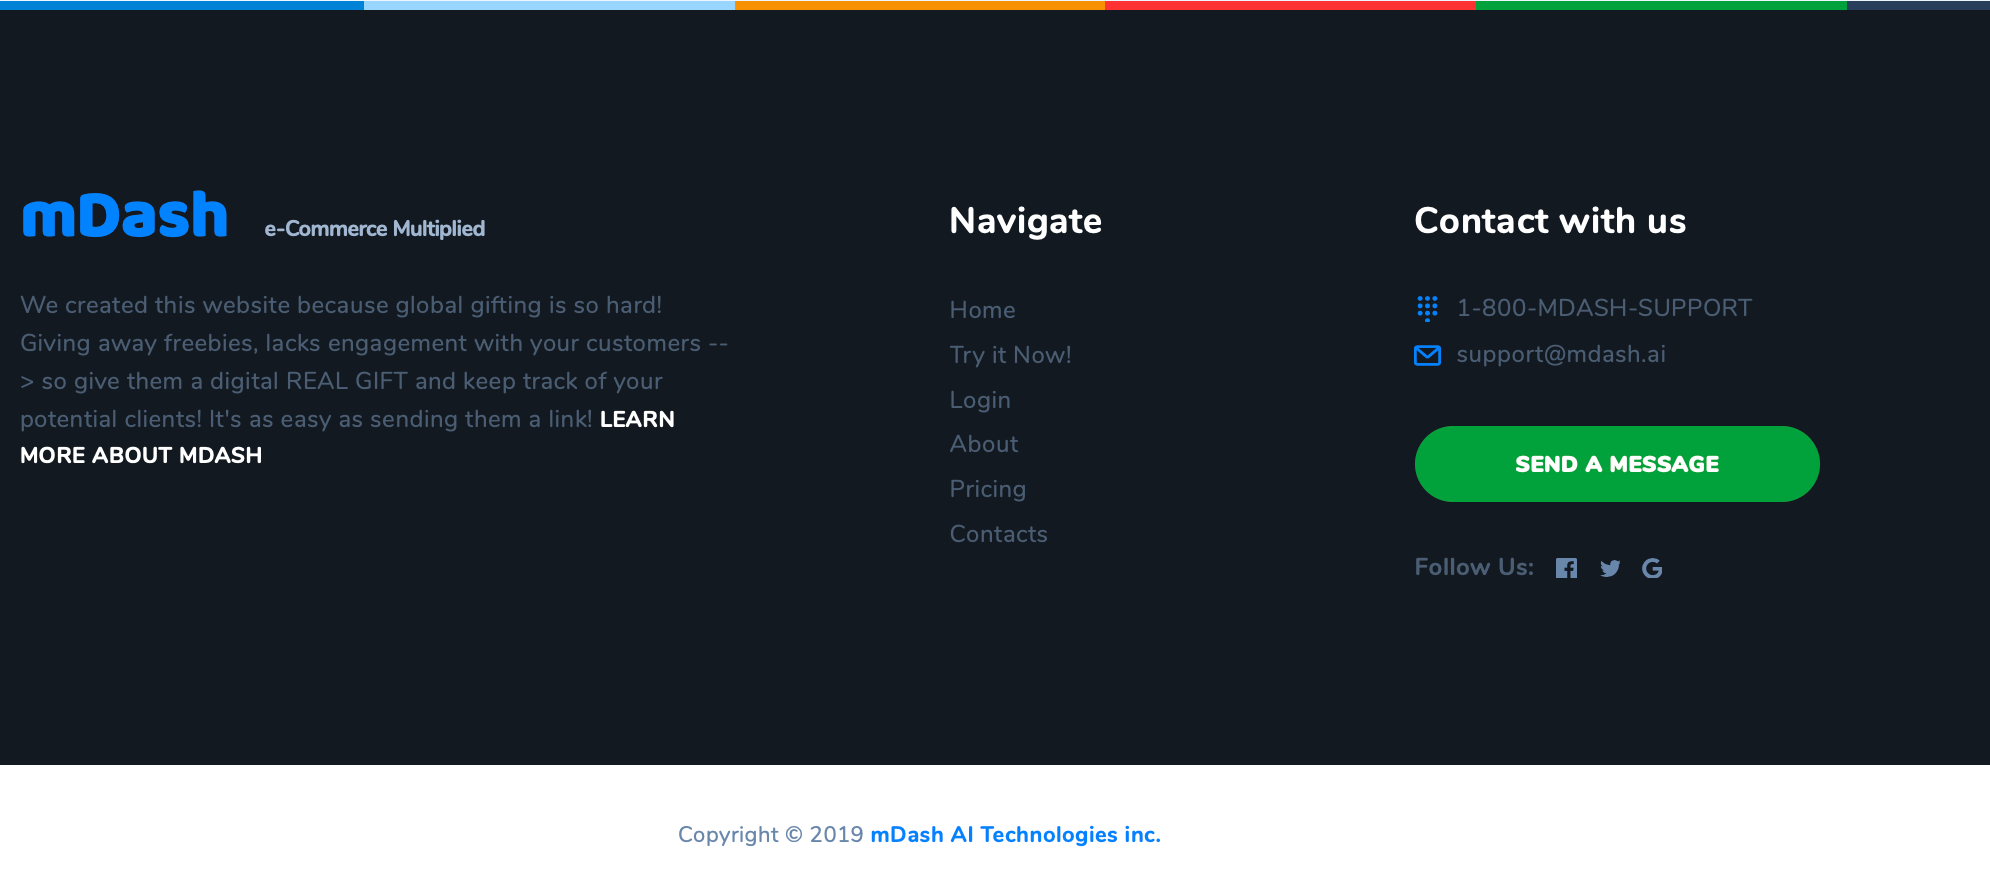 mDash
e-Commerce Multiplied
We created this website because global gifting is so hard!
Giving away freebies, lacks engagement with your customers --
> so give them a digital REAL GIFT and keep track of your
potential clients! It's as easy as sending them a link! LEARN
MORE ABOUT MDASH
Navigate
Home
Try it Now!
Login
About
Pricing
Contacts
Contact with us
1-800-MDASH-SUPPORT
support@mdash.ai
SEND A MESSAGE
Follow Us:
Copyright © 2019 mDash AI Technologies inc.